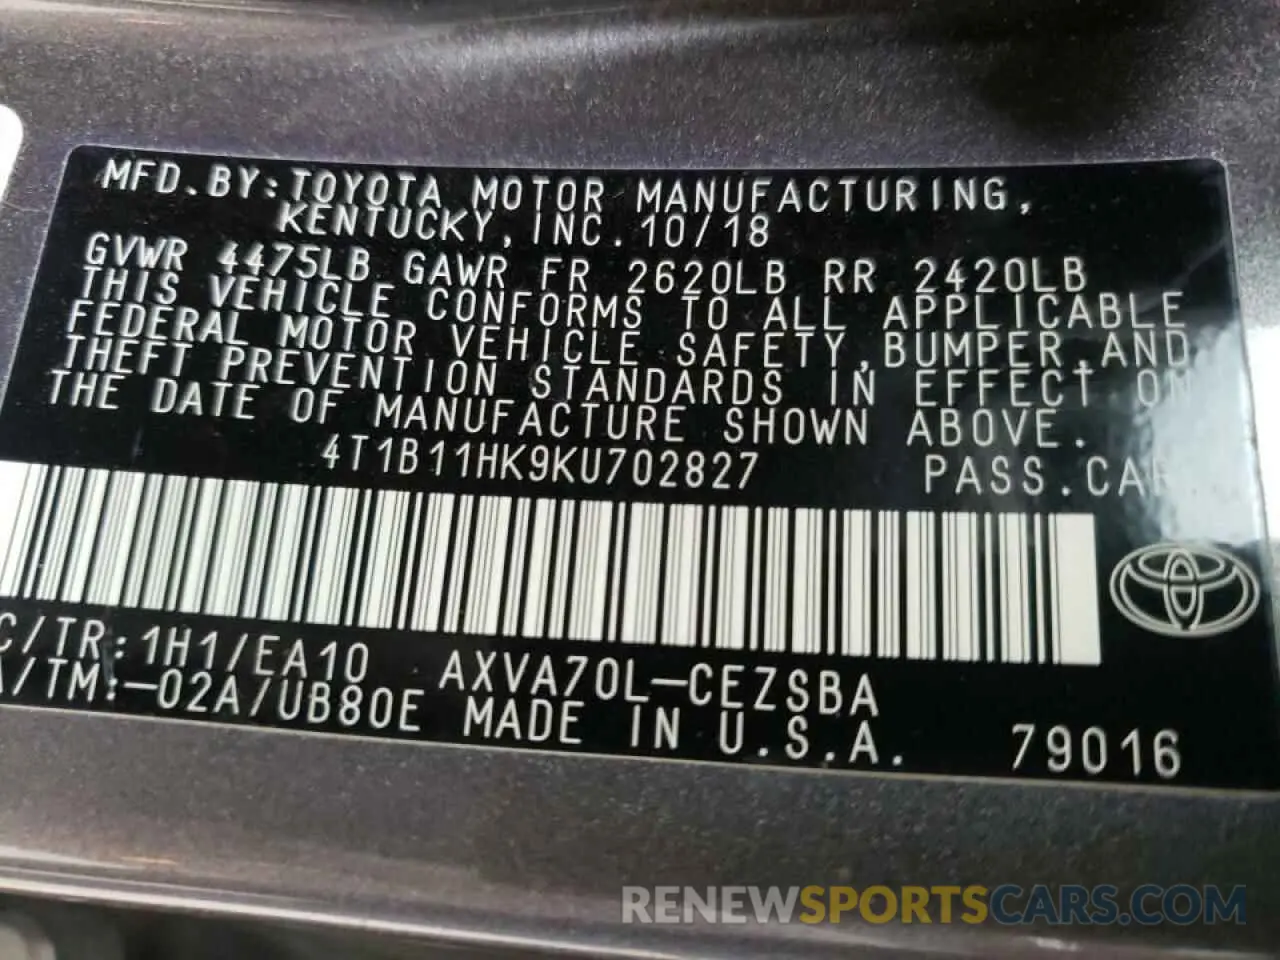 MFD.BY:TOYOTA MOTOR MANUFACTURING,
KENTUCKY,INC.10/18
GVWR 4475LB GAWR FR 2620LB RR 2420LB
THIS VEHICLE CONFORMS TO ALL APPLICABLE
FEDERAL MOTOR VEHICLE SAFETY,BUMPER,AND
THEFT PREVENTION STANDARDS IN EFFECT ON
THE DATE OF MANUFACTURE SHOWN ABOVE.
4T1B11HK9KU702827 PASS.CAR
C/TR:1H1/EA10 AXVA70L-CEZSBA
A/TM:-02A/UB80E MADE IN U.S.A. 79016
RENEWSPORTSCARS.COM